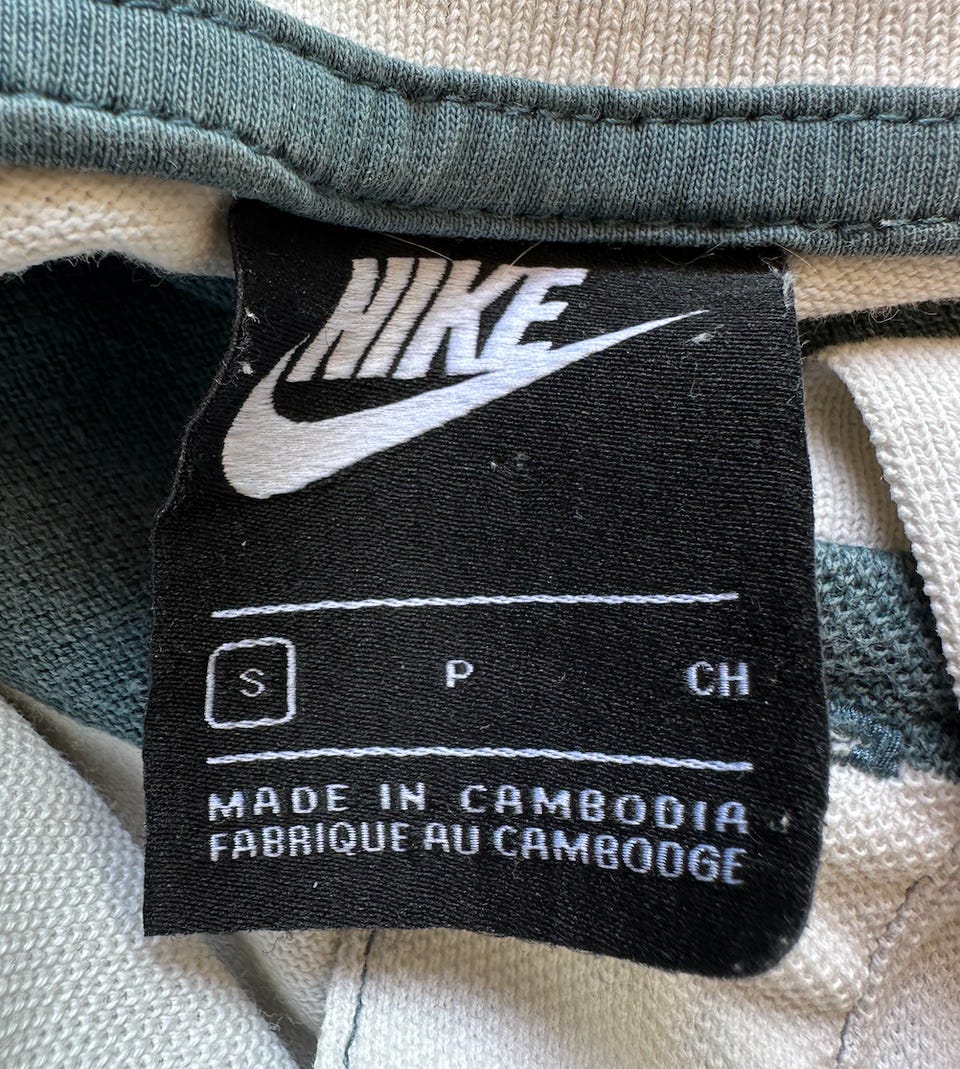 NIKE
S P CH
MADE IN CAMBODIA
FABRIQUE AU CAMBODGE